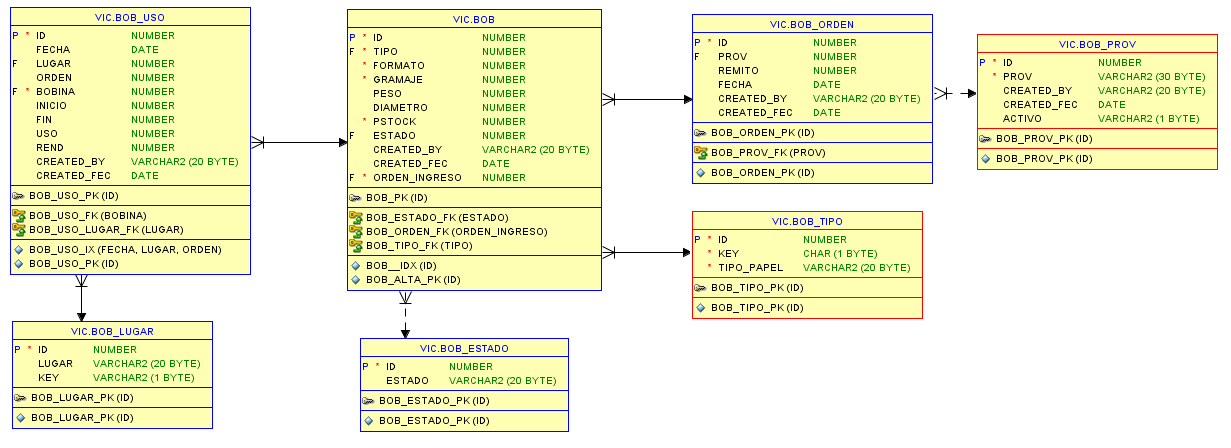 VIC.BOB_USO
P * ID NUMBER
FECHA DATE
F LUGAR NUMBER
ORDEN NUMBER
F * BOBINA NUMBER
INICIO NUMBER
FIN NUMBER
USO NUMBER
REND NUMBER
CREATED_BY VARCHAR2 (20 BYTE)
CREATED_FEC DATE
BOB_USO_PK (ID)
BOB_USO_FK (BOBINA)
BOB_USO_LUGAR_FK (LUGAR)
BOB_USO_IX (FECHA, LUGAR, ORDEN)
BOB_USO_PK (ID)
VIC.BOB
P * ID NUMBER
F * TIPO NUMBER
* FORMATO NUMBER
* GRAMAJE NUMBER
PESO NUMBER
DIAMETRO NUMBER
* PSTOCK NUMBER
F ESTADO NUMBER
CREATED_BY VARCHAR2 (20 BYTE)
CREATED_FEC DATE
F * ORDEN_INGRESO NUMBER
BOB_PK (ID)
BOB_ESTADO_FK (ESTADO)
BOB_ORDEN_FK (ORDEN_INGRESO)
BOB_TIPO_FK (TIPO)
BOB__IDX (ID)
BOB_ALTA_PK (ID)
VIC.BOB_ORDEN
P * ID NUMBER
F PROV NUMBER
REMITO NUMBER
FECHA DATE
CREATED_BY VARCHAR2 (20 BYTE)
CREATED_FEC DATE
BOB_ORDEN_PK (ID)
BOB_PROV_FK (PROV)
BOB_ORDEN_PK (ID)
VIC.BOB_PROV
P * ID NUMBER
* PROV VARCHAR2 (30 BYTE)
CREATED_BY VARCHAR2 (20 BYTE)
CREATED_FEC DATE
ACTIVO VARCHAR2 (1 BYTE)
BOB_PROV_PK (ID)
BOB_PROV_PK (ID)
VIC.BOB_TIPO
P * ID NUMBER
* KEY CHAR (1 BYTE)
* TIPO_PAPEL VARCHAR2 (20 BYTE)
BOB_TIPO_PK (ID)
BOB_TIPO_PK (ID)
VIC.BOB_LUGAR
P * ID NUMBER
LUGAR VARCHAR2 (20 BYTE)
KEY VARCHAR2 (1 BYTE)
BOB_LUGAR_PK (ID)
BOB_LUGAR_PK (ID)
VIC.BOB_ESTADO
P * ID NUMBER
ESTADO VARCHAR2 (20 BYTE)
BOB_ESTADO_PK (ID)
BOB_ESTADO_PK (ID)